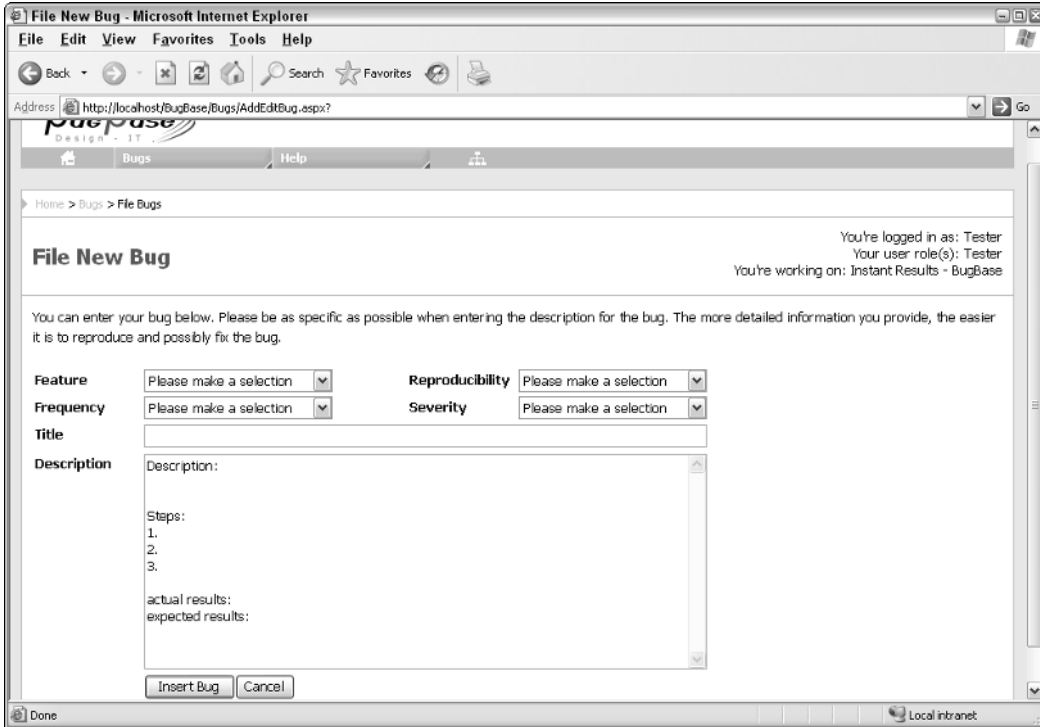 File New Bug - Microsoft Internet Explorer
File Edit View Favorites Tools Help
Back Search Favorites
Address http://localhost/BugBase/Bugs/AddEditBug.aspx? Go
Design - IT
Bugs Help
Home > Bugs > File Bugs
You're logged in as: Tester
File New Bug
Your user role(s): Tester
You're working on: Instant Results - BugBase
You can enter your bug below. Please be as specific as possible when entering the description for the bug. The more detailed information you provide, the easier
it is to reproduce and possibly fix the bug.
Feature Please make a selection Reproducibility Please make a selection
Frequency Please make a selection Severity Please make a selection
Title
Description Description:
Steps:
1.
2.
3.
actual results:
expected results:
Insert Bug Cancel
Done Local intranet